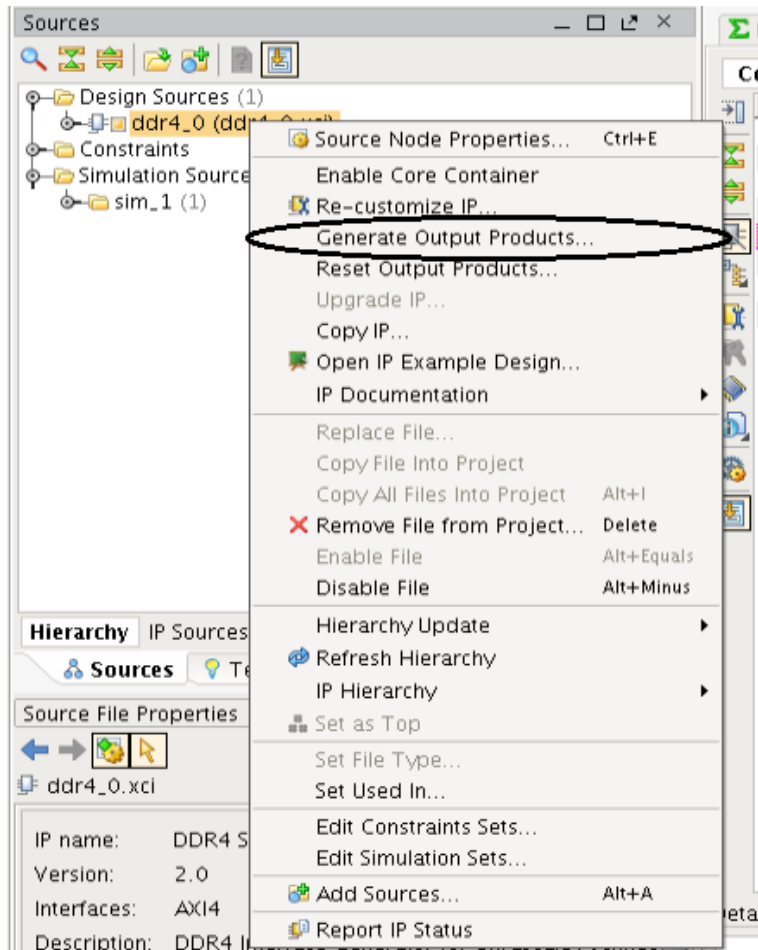 Sources
Σ
Design Sources (1)
ddr4_0 (ddr4_0.xci)
Constraints
Simulation Source
sim_1 (1)
Source Node Properties... Ctrl+E
Enable Core Container
Re-customize IP...
Generate Output Products...
Reset Output Products...
Upgrade IP...
Copy IP...
Open IP Example Design...
IP Documentation
Replace File...
Copy File Into Project
Copy All Files Into Project Alt+I
Remove File from Project... Delete
Enable File Alt+Equals
Disable File Alt+Minus
Hierarchy Update
Refresh Hierarchy
IP Hierarchy
Set as Top
Set File Type...
Set Used In...
Edit Constraints Sets...
Edit Simulation Sets...
Add Sources... Alt+A
Report IP Status
Hierarchy IP Sources
Sources Te
Source File Properties
ddr4_0.xci
IP name: DDR4 S
Version: 2.0
Interfaces: AXI4
Description: DDR4